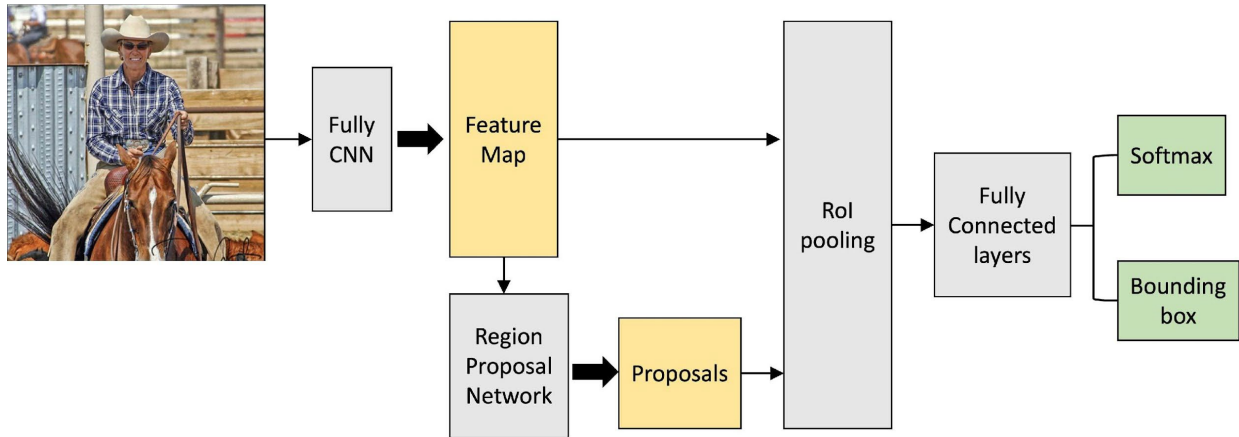 Fully
CNN
Feature
Map
Region
Proposal
Network
Proposals
RoI
pooling
Fully
Connected
layers
Softmax
Bounding
box